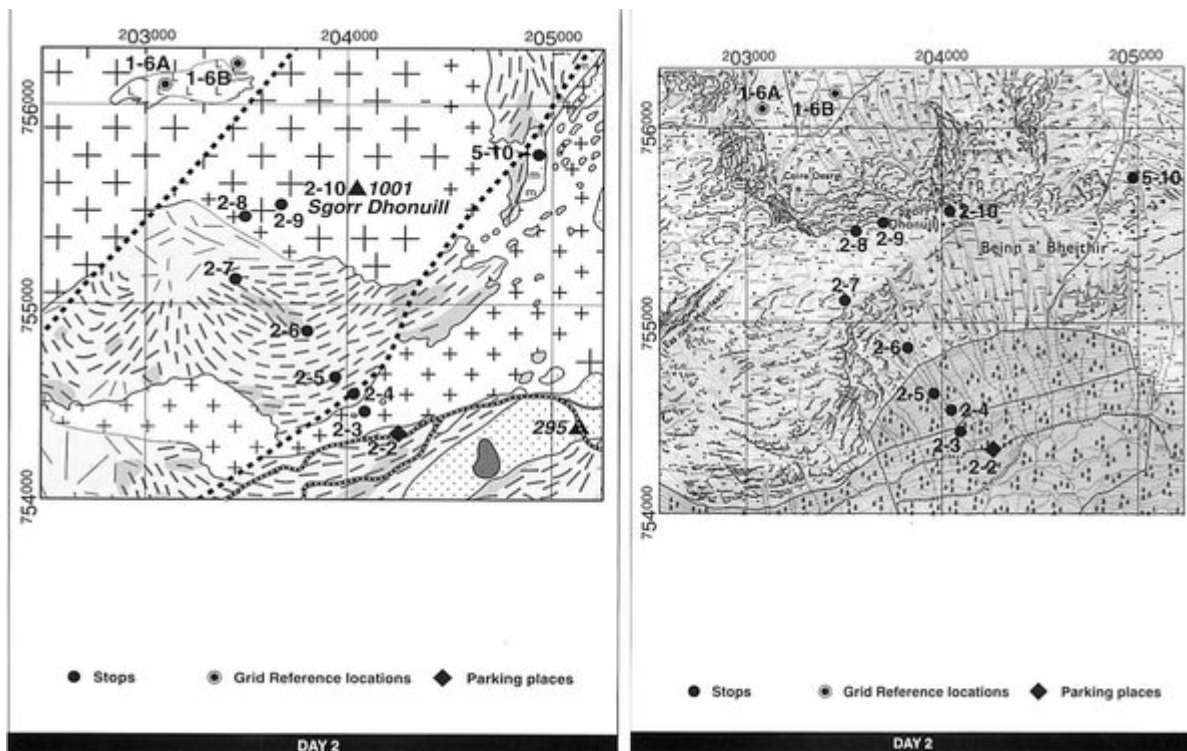 203000 204000 205000
1-6A 1-6B
756000
5-10
2-10 1001
Sgorr Dhonuill
2-8
2-9
2-7
755000
2-6
2-5
2-4
2-3
2-2
295
754000
m
m
Stops Grid Reference locations Parking places
DAY 2
203000 204000 205000
1-6A 1-6B
756000
5-10
Coire Dearg
2-10
Sgorr
Dhonuill
2-8
2-9
Beinn a' Bheithir
2-7
755000
2-6
2-5
2-4
2-3
2-2
754000
Stops Grid Reference locations Parking places
DAY 2